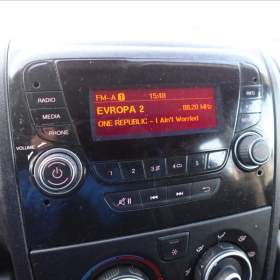 FM-A 1 15:48
EVROPA 2
88.20 MHz
ONE REPUBLIC - I Ain't Worried
RADIO
INFO
MEDIA
PHONE
VOLUME
1 2 3 4 5 6